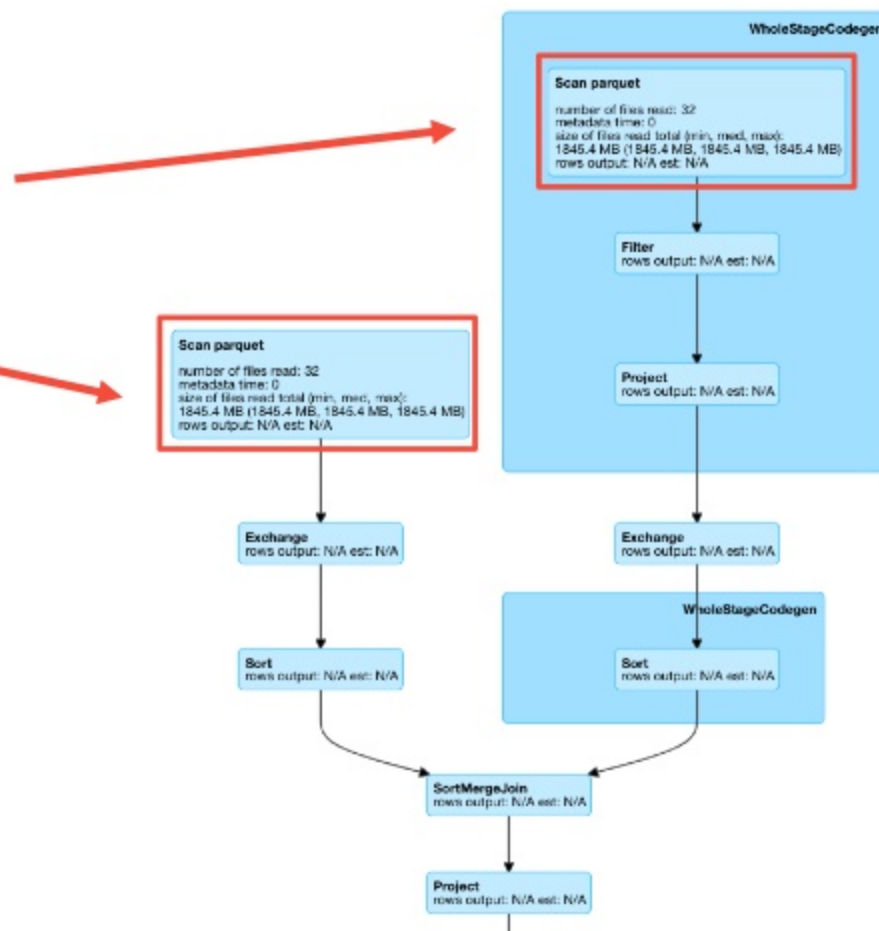 WholeStageCodegen
Scan parquet
number of files read: 32
metadata time: 0
size of files read total (min, med, max):
1845.4 MB (1845.4 MB, 1845.4 MB, 1845.4 MB)
rows output: N/A est: N/A
Filter
rows output: N/A est: N/A
Project
rows output: N/A est: N/A
Scan parquet
number of files read: 32
metadata time: 0
size of files read total (min, med, max):
1845.4 MB (1845.4 MB, 1845.4 MB, 1845.4 MB)
rows output: N/A est: N/A
Exchange
rows output: N/A est: N/A
Exchange
rows output: N/A est: N/A
WholeStageCodegen
Sort
rows output: N/A est: N/A
Sort
rows output: N/A est: N/A
SortMergeJoin
rows output: N/A est: N/A
Project
rows output: N/A est: N/A